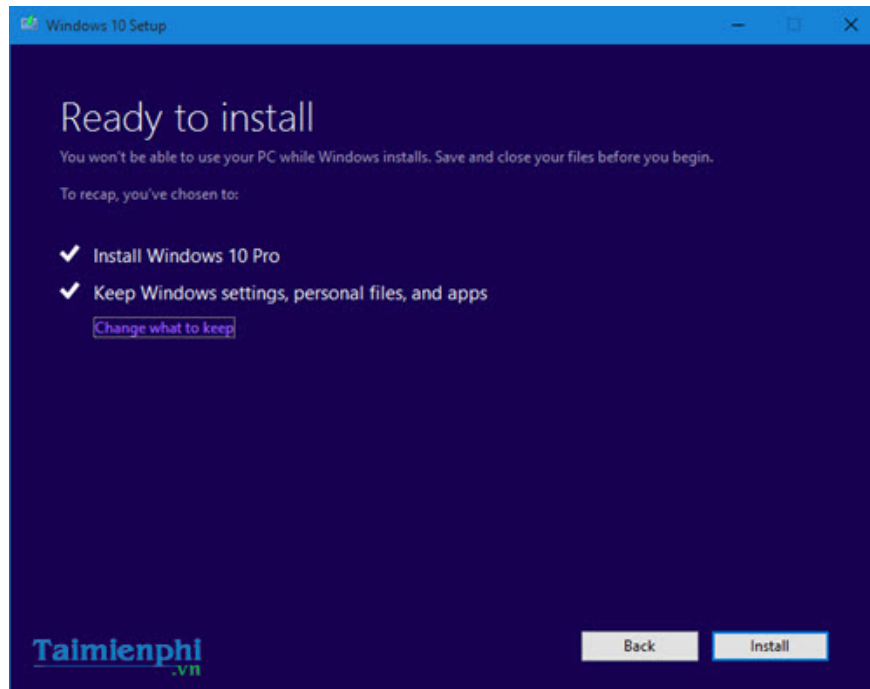 Windows 10 Setup
Ready to install
You won't be able to use your PC while Windows installs. Save and close your files before you begin.
To recap, you've chosen to:
Install Windows 10 Pro
Keep Windows settings, personal files, and apps
Change what to keep
Back
Install
Taimienphi
.vn